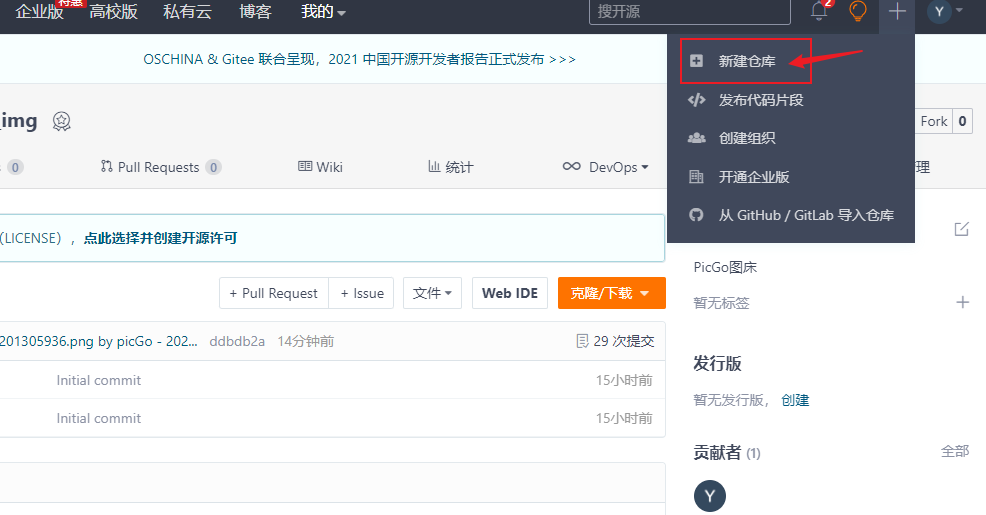 企业版 特惠 高校版 私有云 博客 我的 搜开源 2 Y
OSCHINA & Gitee 联合呈现，2021 中国开源开发者报告正式发布 >>>
新建仓库
发布代码片段
创建组织
开通企业版
从 GitHub / GitLab 导入仓库
_img Fork 0
0 Pull Requests 0 Wiki 统计 DevOps 理
(LICENSE) ，点此选择并创建开源许可
+ Pull Request + Issue 文件 Web IDE 克隆/下载
201305936.png by picGo - 202... ddbdb2a 14分钟前 29 次提交
Initial commit 15小时前
Initial commit 15小时前
PicGo图床
暂无标签
发行版
暂无发行版， 创建
贡献者 (1) 全部
Y